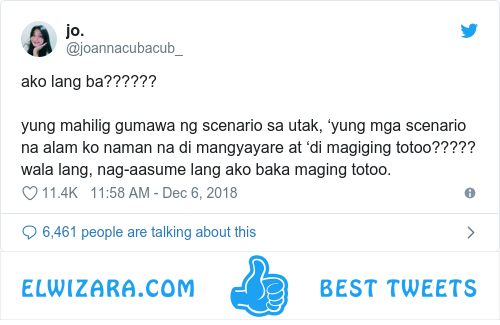 jo.
@joannacubacub_
ako lang ba??????
yung mahilig gumawa ng scenario sa utak, ‘yung mga scenario
na alam ko naman na di mangyayare at ‘di magiging totoo?????
wala lang, nag-aasume lang ako baka maging totoo.
11.4K 11:58 AM - Dec 6, 2018
6,461 people are talking about this
ELWIZARA.COM BEST TWEETS